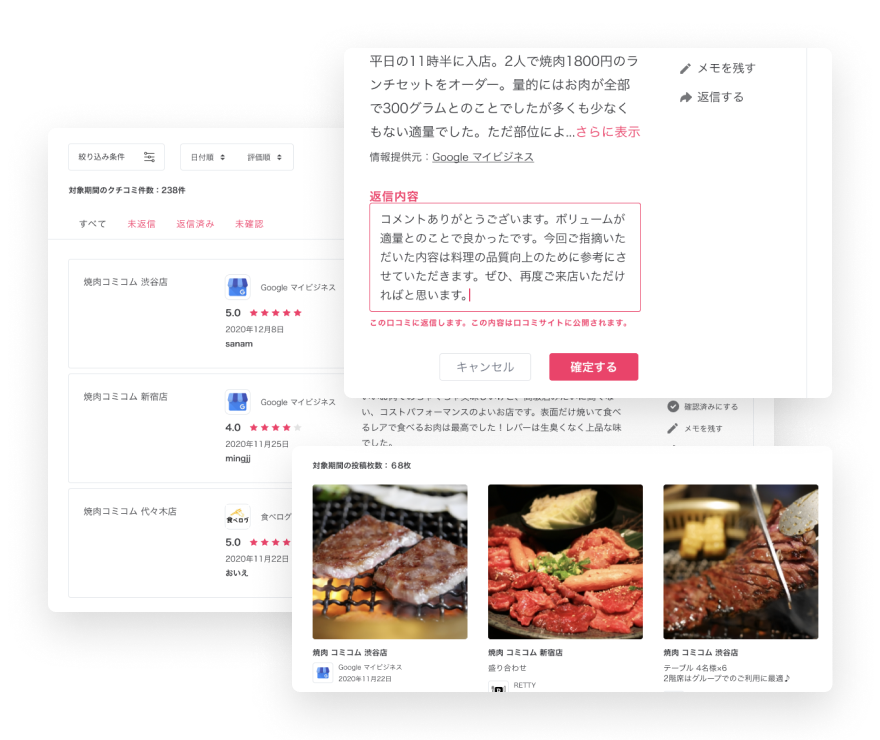 絞り込み条件
日付順
評価順
対象期間のクチコミ件数：238件
すべて
未返信
返信済み
未確認
焼肉コミコム 渋谷店
Google マイビジネス
5.0
2020年12月8日
sanam
焼肉コミコム 新宿店
Google マイビジネス
4.0
2020年11月25日
mingjj
焼肉コミコム 代々木店
食べログ
食べログ
5.0
2020年11月22日
おいえ
平日の11時半に入店。2人で焼肉1800円のラ
ンチセットをオーダー。量的にはお肉が全部
で300グラムとのことでしたが多くも少なく
もない適量でした。ただ部位によ...さらに表示
情報提供元：Google マイビジネス
メモを残す
返信する
返信内容
コメントありがとうございます。ボリュームが
適量とのことで良かったです。今回ご指摘いた
だいた内容は料理の品質向上のために参考にさ
せていただきます。ぜひ、再度ご来店いただけ
ればと思います。
この口コミに返信します。この内容は口コミサイトに公開されます。
キャンセル
確定する
い、コストパフォーマンスのよいお店です。表面だけ焼いて食べ
るレアで食べるお肉は最高でした！レバーは生臭くなく上品な味
でした。
確認済みにする
メモを残す
対象期間の投稿枚数：68枚
焼肉 コミコム 渋谷店
Google マイビジネス
2020年11月22日
焼肉 コミコム 新宿店
盛り合わせ
RETTY
焼肉 コミコム 渋谷店
テーブル 4名様×6
2階席はグループでのご利用に最適♪